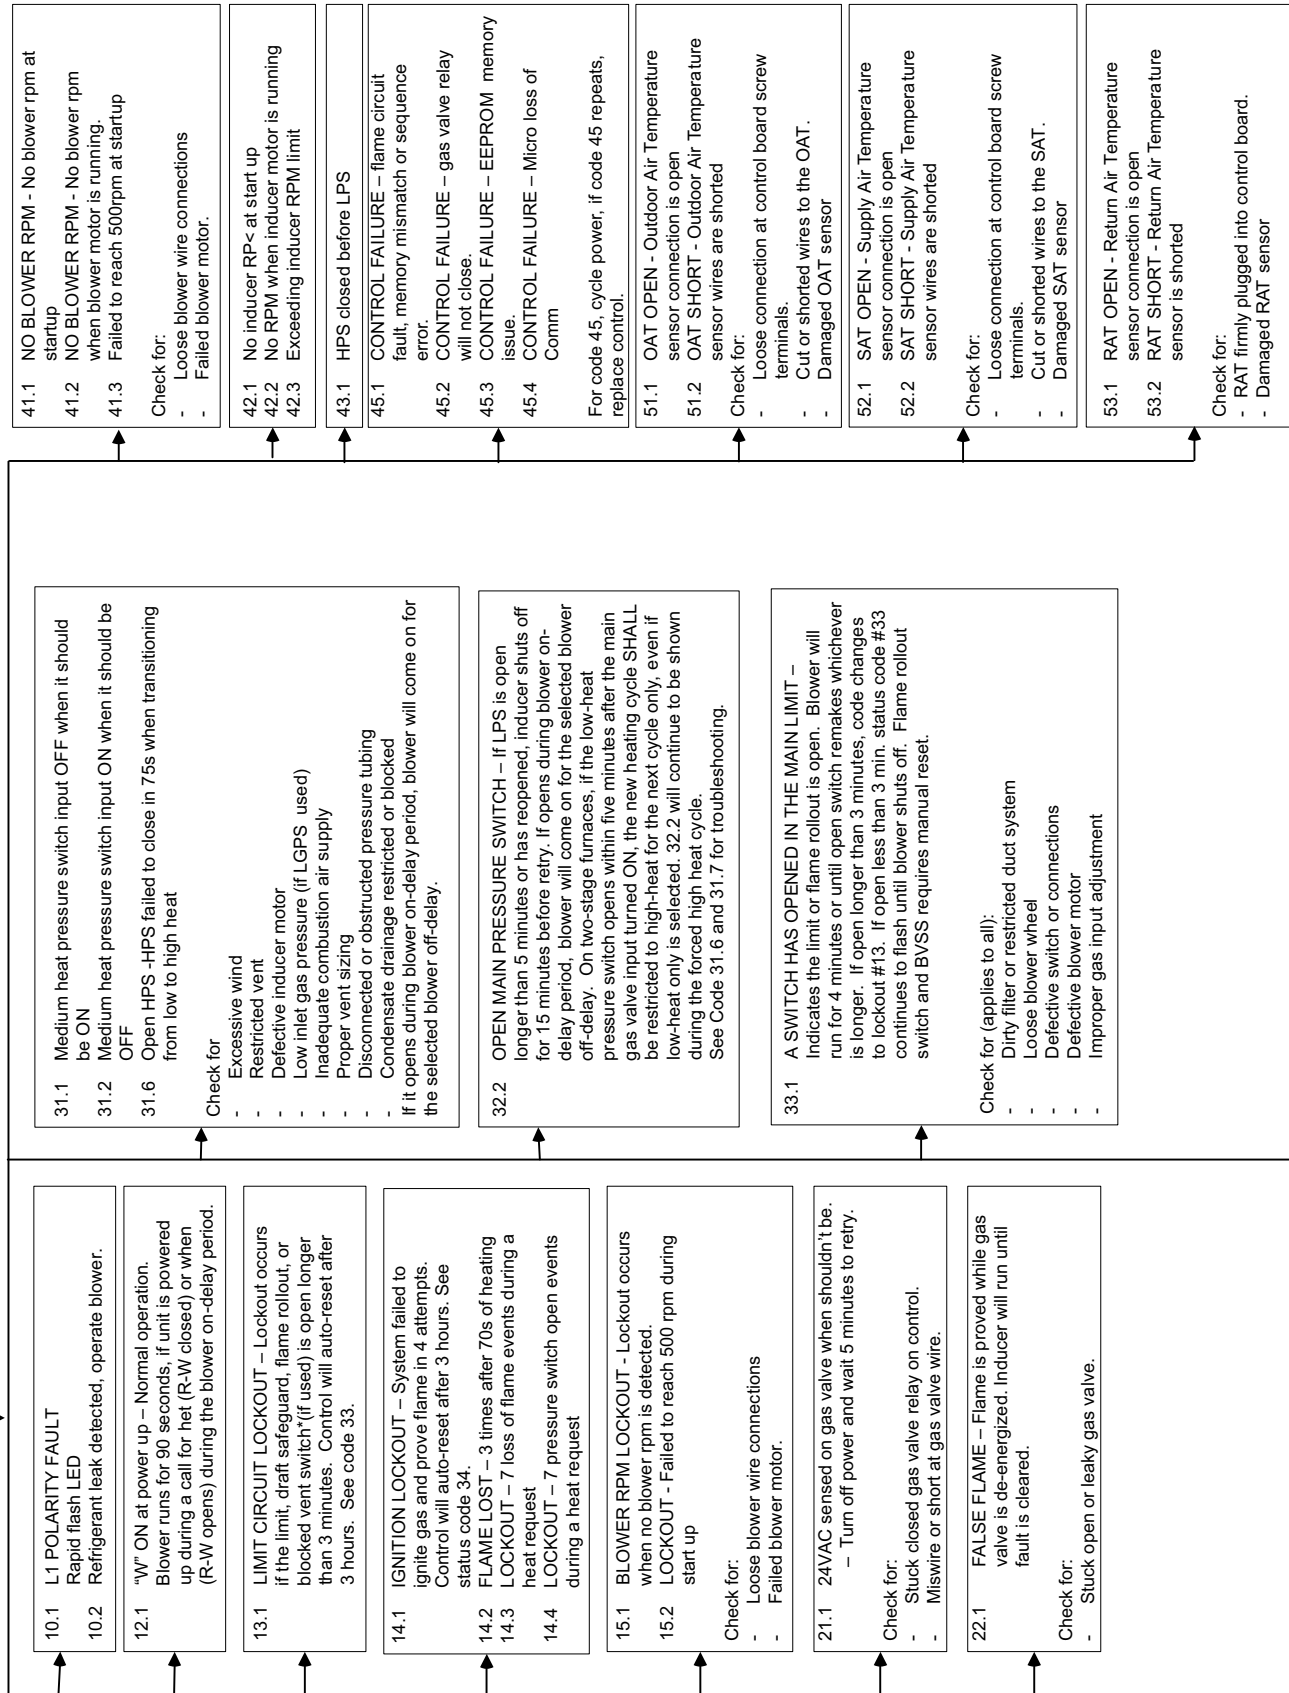 10.1 L1 POLARITY FAULT
Rapid flash LED
10.2 Refrigerant leak detected, operate blower.
12.1 “W” ON at power up – Normal operation.
Blower runs for 90 seconds, if unit is powered
up during a call for het (R-W closed) or when
(R-W opens) during the blower on-delay period.
13.1 LIMIT CIRCUIT LOCKOUT – Lockout occurs
if the limit, draft safeguard, flame rollout, or
blocked vent switch*(if used) is open longer
than 3 minutes. Control will auto-reset after
3 hours. See code 33.
14.1 IGNITION LOCKOUT – System failed to
ignite gas and prove flame in 4 attempts.
Control will auto-reset after 3 hours. See
status code 34.
14.2 FLAME LOST – 3 times after 70s of heating
14.3 LOCKOUT – 7 loss of flame events during a
heat request
14.4 LOCKOUT – 7 pressure switch open events
during a heat request
15.1 BLOWER RPM LOCKOUT - Lockout occurs
when no blower rpm is detected.
15.2 LOCKOUT - Failed to reach 500 rpm during
start up
Check for:
- Loose blower wire connections
- Failed blower motor.
21.1 24VAC sensed on gas valve when shouldn’t be.
– Turn off power and wait 5 minutes to retry.
Check for:
- Stuck closed gas valve relay on control.
- Miswire or short at gas valve wire.
22.1 FALSE FLAME – Flame is proved while gas
valve is de-energized. Inducer will run until
fault is cleared.
Check for:
- Stuck open or leaky gas valve.
31.1 Medium heat pressure switch input OFF when it should
be ON
31.2 Medium heat pressure switch input ON when it should be
OFF
31.6 Open HPS -HPS failed to close in 75s when transitioning
from low to high heat
Check for
- Excessive wind
- Restricted vent
- Defective inducer motor
- Low inlet gas pressure (if LGPS used)
- Inadequate combustion air supply
- Proper vent sizing
- Disconnected or obstructed pressure tubing
- Condensate drainage restricted or blocked
If it opens during blower on-delay period, blower will come on for
the selected blower off-delay.
32.2 OPEN MAIN PRESSURE SWITCH – If LPS is open
longer than 5 minutes or has reopened, inducer shuts off
for 15 minutes before retry. If opens during blower on-
delay period, blower will come on for the selected blower
off-delay. On two-stage furnaces, if the low-heat
pressure switch opens within five minutes after the main
gas valve input turned ON, the new heating cycle SHALL
be restricted to high-heat for the next cycle only, even if
low-heat only is selected. 32.2 will continue to be shown
during the forced high heat cycle.
See Code 31.6 and 31.7 for troubleshooting.
33.1 A SWITCH HAS OPENED IN THE MAIN LIMIT –
Indicates the limit or flame rollout is open. Blower will
run for 4 minutes or until open switch remakes whichever
is longer. If open longer than 3 minutes, code changes
to lockout #13. If open less than 3 min. status code #33
continues to flash until blower shuts off. Flame rollout
switch and BVSS requires manual reset.
Check for (applies to all):
- Dirty filter or restricted duct system
- Loose blower wheel
- Defective switch or connections
- Defective blower motor
- Improper gas input adjustment
41.1 NO BLOWER RPM - No blower rpm at
startup
41.2 NO BLOWER RPM - No blower rpm
when blower motor is running.
41.3 Failed to reach 500rpm at startup
Check for:
- Loose blower wire connections
- Failed blower motor.
42.1 No inducer RP< at start up
42.2 No RPM when inducer motor is running
42.3 Exceeding inducer RPM limit
43.1 HPS closed before LPS
45.1 CONTROL FAILURE – flame circuit
fault, memory mismatch or sequence
error.
45.2 CONTROL FAILURE – gas valve relay
will not close.
45.3 CONTROL FAILURE – EEPROM memory
issue.
45.4 CONTROL FAILURE – Micro loss of
Comm
For code 45, cycle power, if code 45 repeats,
replace control.
51.1 OAT OPEN - Outdoor Air Temperature
sensor connection is open
51.2 OAT SHORT - Outdoor Air Temperature
sensor wires are shorted
Check for:
- Loose connection at control board screw
terminals.
- Cut or shorted wires to the OAT.
- Damaged OAT sensor
52.1 SAT OPEN - Supply Air Temperature
sensor connection is open
52.2 SAT SHORT - Supply Air Temperature
sensor wires are shorted
Check for:
- Loose connection at control board screw
terminals.
- Cut or shorted wires to the SAT.
- Damaged SAT sensor
53.1 RAT OPEN - Return Air Temperature
sensor connection is open
53.2 RAT SHORT - Return Air Temperature
sensor is shorted
Check for:
- RAT firmly plugged into control board.
- Damaged RAT sensor